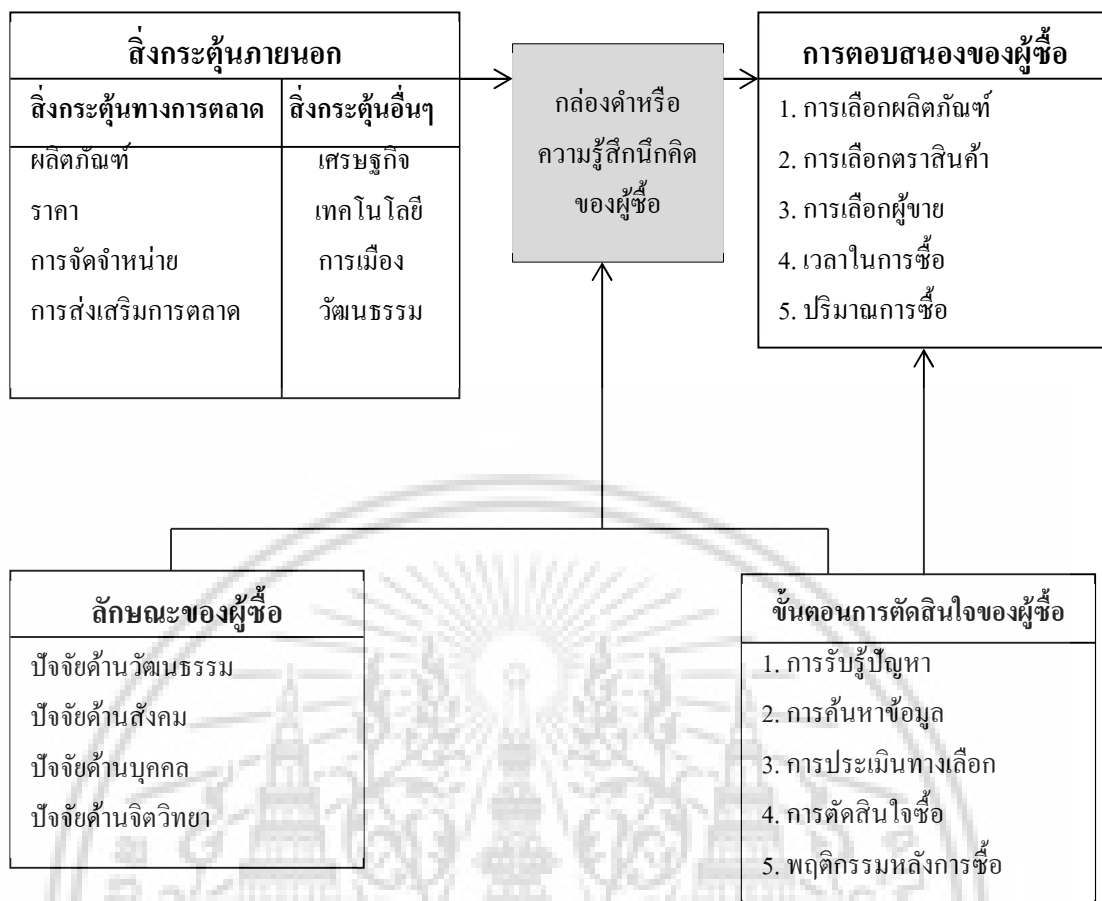 สิ่งกระตุ้นภายนอก
สิ่งกระตุ้นทางการตลาด
ผลิตภัณฑ์
ราคา
การจัดจำหน่าย
การส่งเสริมการตลาด
สิ่งกระตุ้นอื่นๆ
เศรษฐกิจ
เทคโนโลยี
การเมือง
วัฒนธรรม
กล่องดำหรือ
ความรู้สึกนึกคิด
ของผู้ซื้อ
การตอบสนองของผู้ซื้อ
1. การเลือกผลิตภัณฑ์
2. การเลือกตราสินค้า
3. การเลือกผู้ขาย
4. เวลาในการซื้อ
5. ปริมาณการซื้อ
ลักษณะของผู้ซื้อ
ปัจจัยด้านวัฒนธรรม
ปัจจัยด้านสังคม
ปัจจัยด้านบุคคล
ปัจจัยด้านจิตวิทยา
ขั้นตอนการตัดสินใจของผู้ซื้อ
1. การรับรู้ปัญหา
2. การค้นหาข้อมูล
3. การประเมินทางเลือก
4. การตัดสินใจซื้อ
5. พฤติกรรมหลังการซื้อ